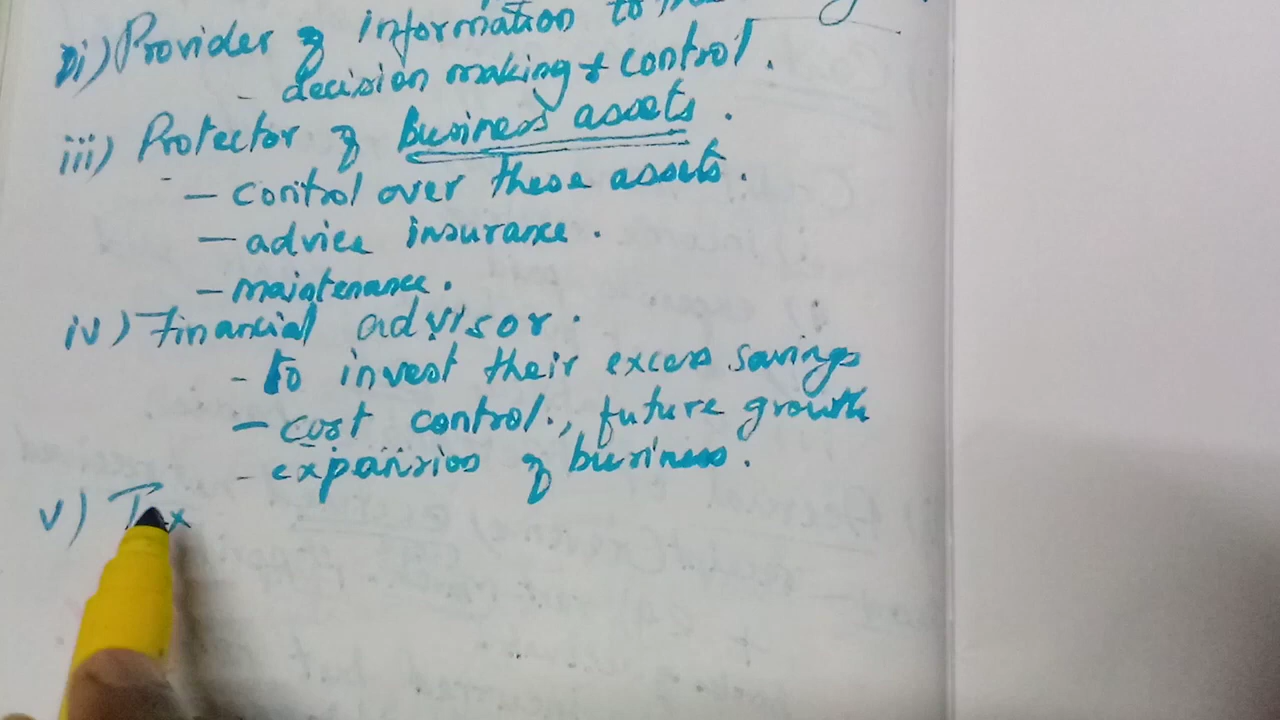 ii) Provider of information to
- decision making & control.
iii) Protector of business assets.
- control over these assets.
- advice insurance.
- maintenance.
iv) Financial advisor.
- to invest their excess savings
- cost control., future growth
- expansion of business.
v) Tax